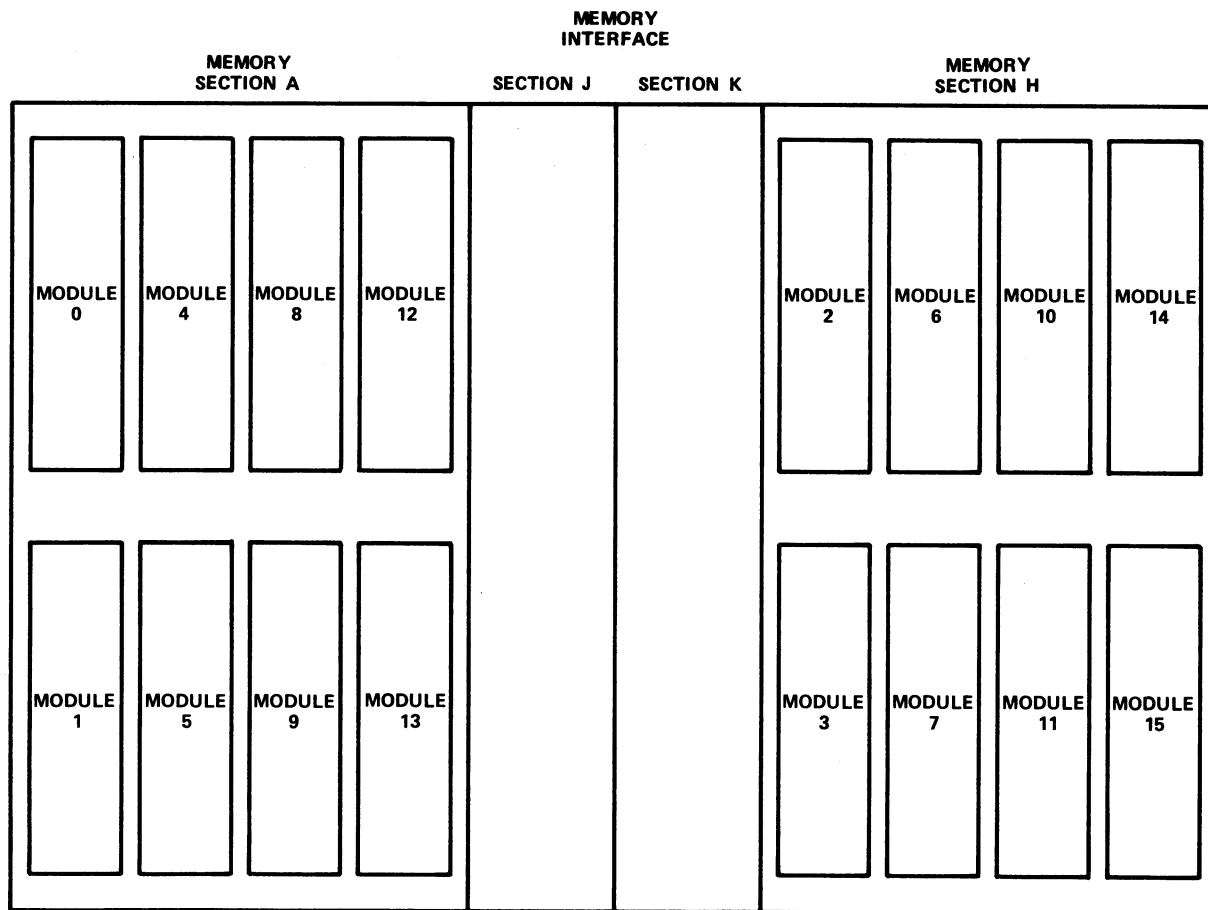 MEMORY
INTERFACE
MEMORY
SECTION A
SECTION J
SECTION K
MEMORY
SECTION H
MODULE
0
MODULE
4
MODULE
8
MODULE
12
MODULE
2
MODULE
6
MODULE
10
MODULE
14
MODULE
1
MODULE
5
MODULE
9
MODULE
13
MODULE
3
MODULE
7
MODULE
11
MODULE
15